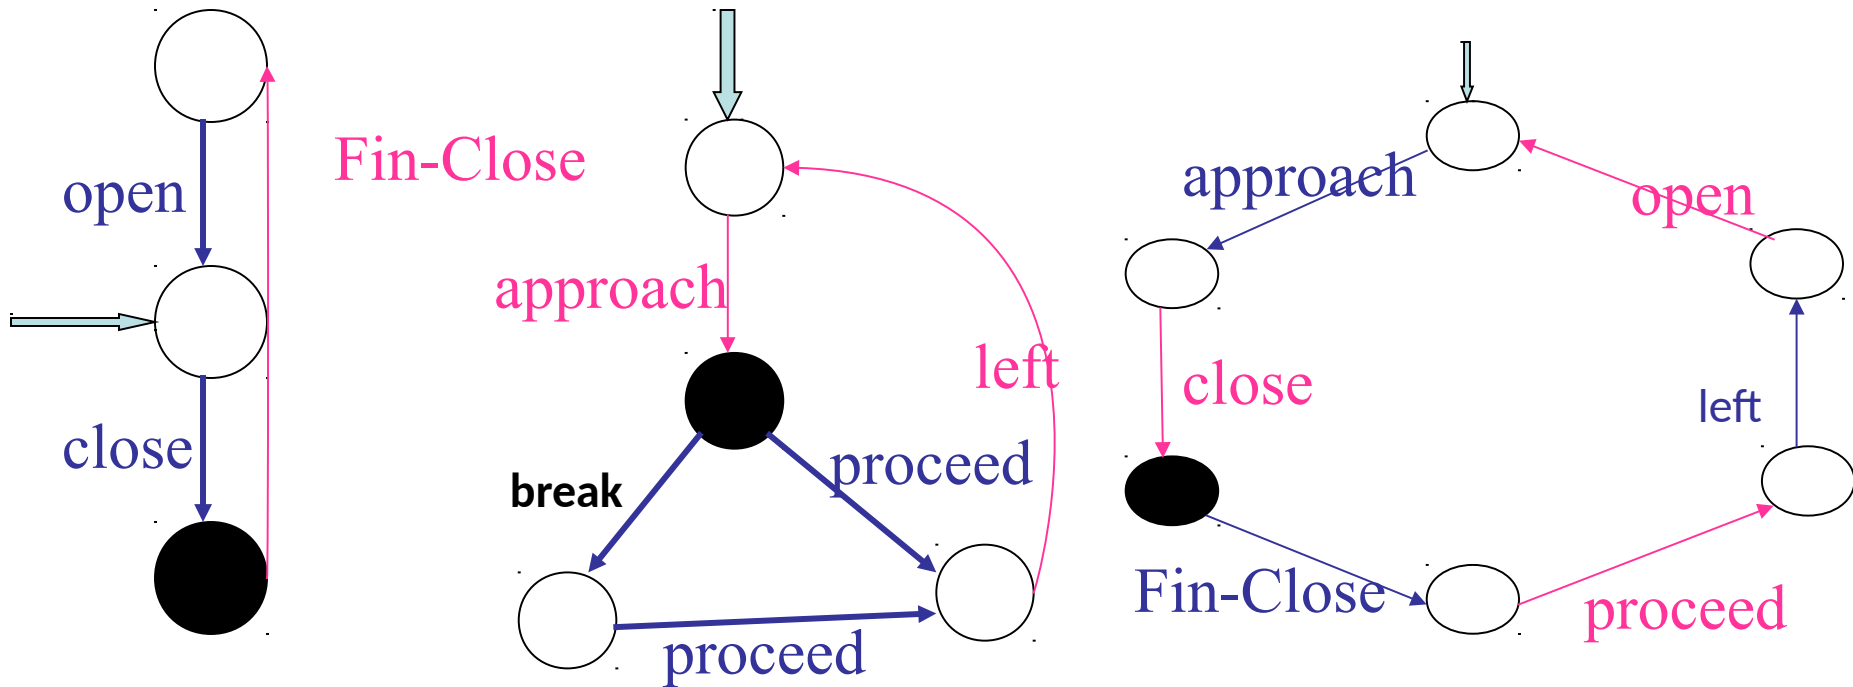 open
close
Fin-Close
approach
left
break
proceed
proceed
approach
open
close
left
Fin-Close
proceed